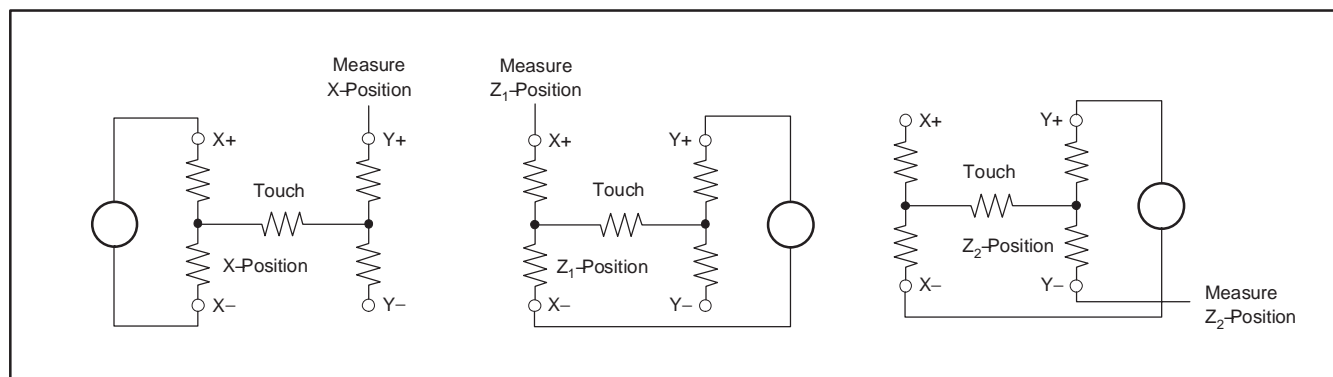 Measure
X-Position
X+
Y+
Touch
X-Position
X−
Y−
Measure
Z1-Position
X+
Y+
Touch
Z1-Position
X−
Y−
X+
Y+
Touch
Z2-Position
X−
Y−
Measure
Z2-Position